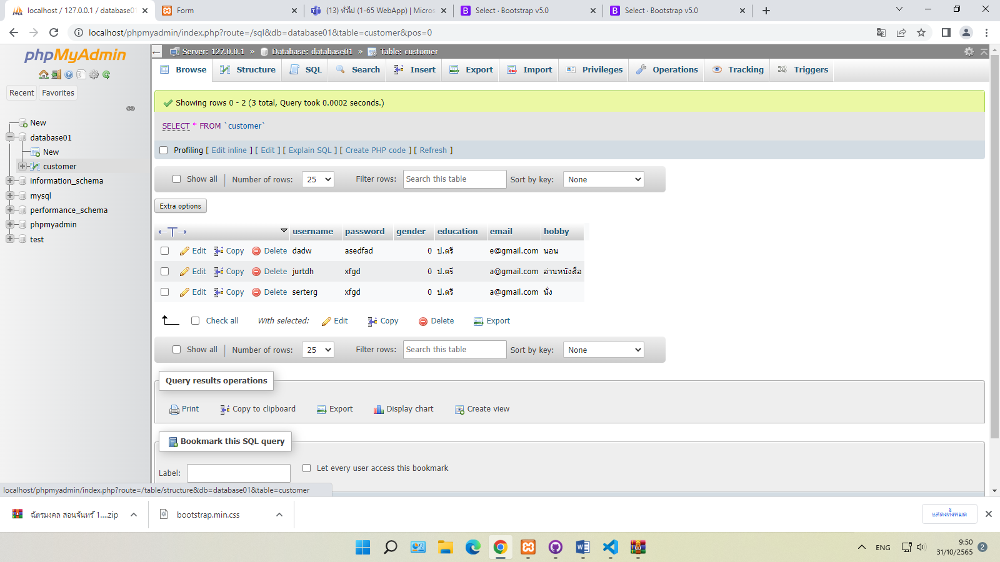 localhost / 127.0.0.1 / database01
Form
(13) ทั่วไป (1-65 WebApp) | Micros
Select · Bootstrap v5.0
Select · Bootstrap v5.0
localhost/phpmyadmin/index.php?route=/sql&db=database01&table=customer&pos=0
phpMyAdmin
Recent
Favorites
New
database01
New
customer
information_schema
mysql
performance_schema
phpmyadmin
test
Server: 127.0.0.1 » Database: database01 » Table: customer
Browse Structure SQL Search Insert Export Import Privileges Operations Tracking Triggers
Showing rows 0 - 2 (3 total, Query took 0.0002 seconds.)
SELECT * FROM `customer`
Profiling [ Edit inline ] [ Edit ] [ Explain SQL ] [ Create PHP code ] [ Refresh ]
Show all Number of rows: 25 Filter rows: Search this table Sort by key: None
Extra options
username password gender education email hobby
Edit Copy Delete dadw asedfad 0 ป.ตรี e@gmail.com นอน
Edit Copy Delete jurtdh xfgd 0 ป.ตรี a@gmail.com อ่านหนังสือ
Edit Copy Delete serterg xfgd 0 ป.ตรี a@gmail.com นั่ง
Check all With selected: Edit Copy Delete Export
Show all Number of rows: 25 Filter rows: Search this table Sort by key: None
Query results operations
Print Copy to clipboard Export Display chart Create view
Bookmark this SQL query
Label: Let every user access this bookmark
localhost/phpmyadmin/index.php?route=/table/structure&db=database01&table=customer
ฉัตรมงคล สอนจันทร์ 1....zip
bootstrap.min.css
แสดงทั้งหมด
ENG
9:50
31/10/2565
2